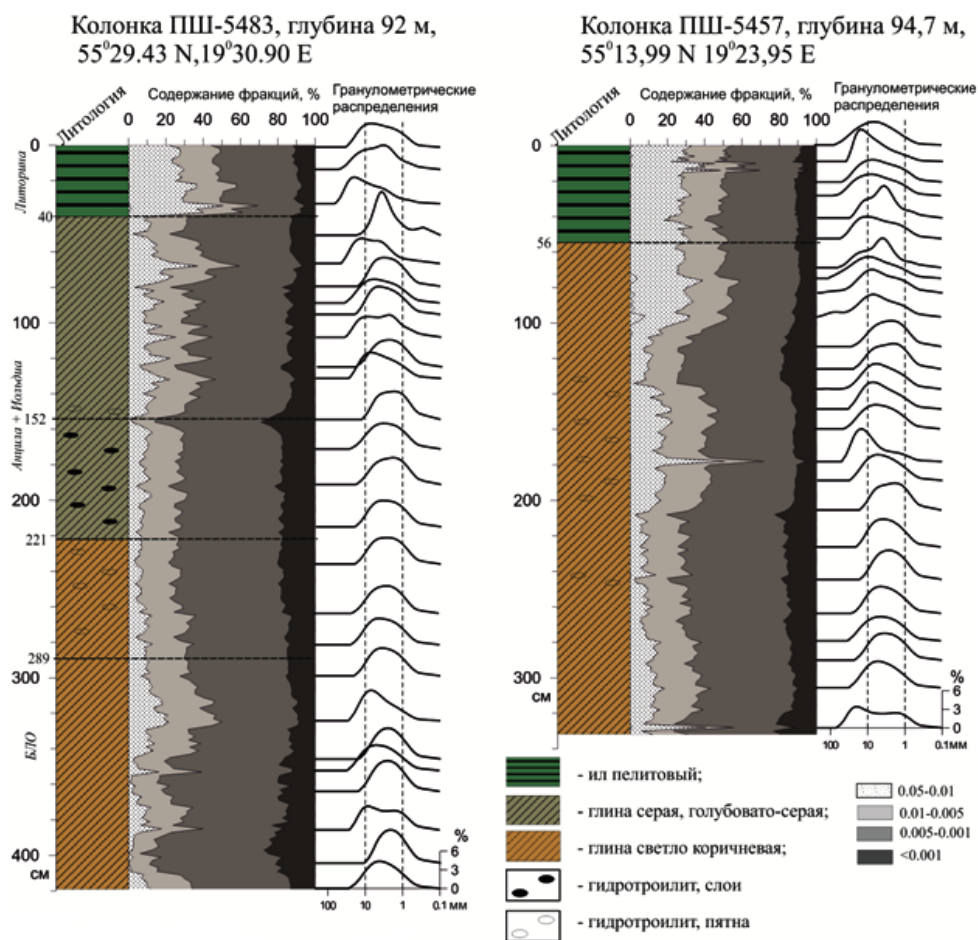 Колонка ПШ-5483, глубина 92 м,
55⁰29.43 N,19⁰30.90 E
Литология
Содержание фракций, %
Гранулометрические
распределения
0 20 40 60 80 100
0
Литорина
40
100
Анцила + Иольдия
152
200
221
289
300
БЛО
400
см
%
6
3
0
100 10 1 0.1 мм
Колонка ПШ-5457, глубина 94,7 м,
55⁰13,99 N 19⁰23,95 E
Литология
Содержание фракций, %
Гранулометрические
распределения
0 20 40 60 80 100
0
56
100
200
300
см
%
6
3
0
100 10 1 0.1мм
- ил пелитовый;
- глина серая, голубовато-серая;
- глина светло коричневая;
- гидротроилит, слои
- гидротроилит, пятна
0.05-0.01
0.01-0.005
0.005-0.001
<0.001